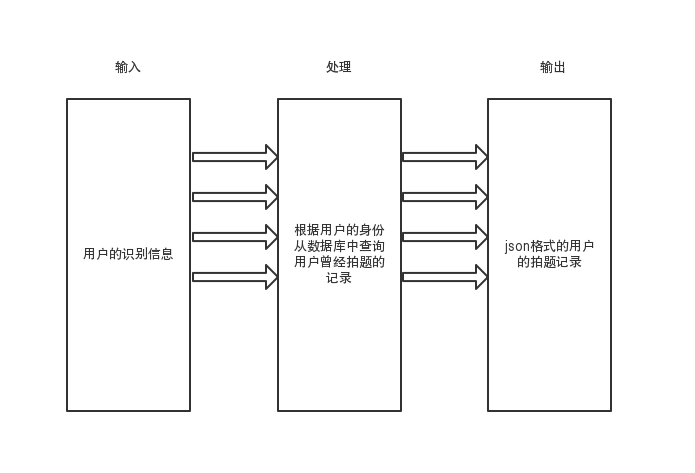 输入
处理
输出
用户的识别信息
根据用户的身份
从数据库中查询
用户曾经拍题的
记录
json格式的用户
的拍题记录